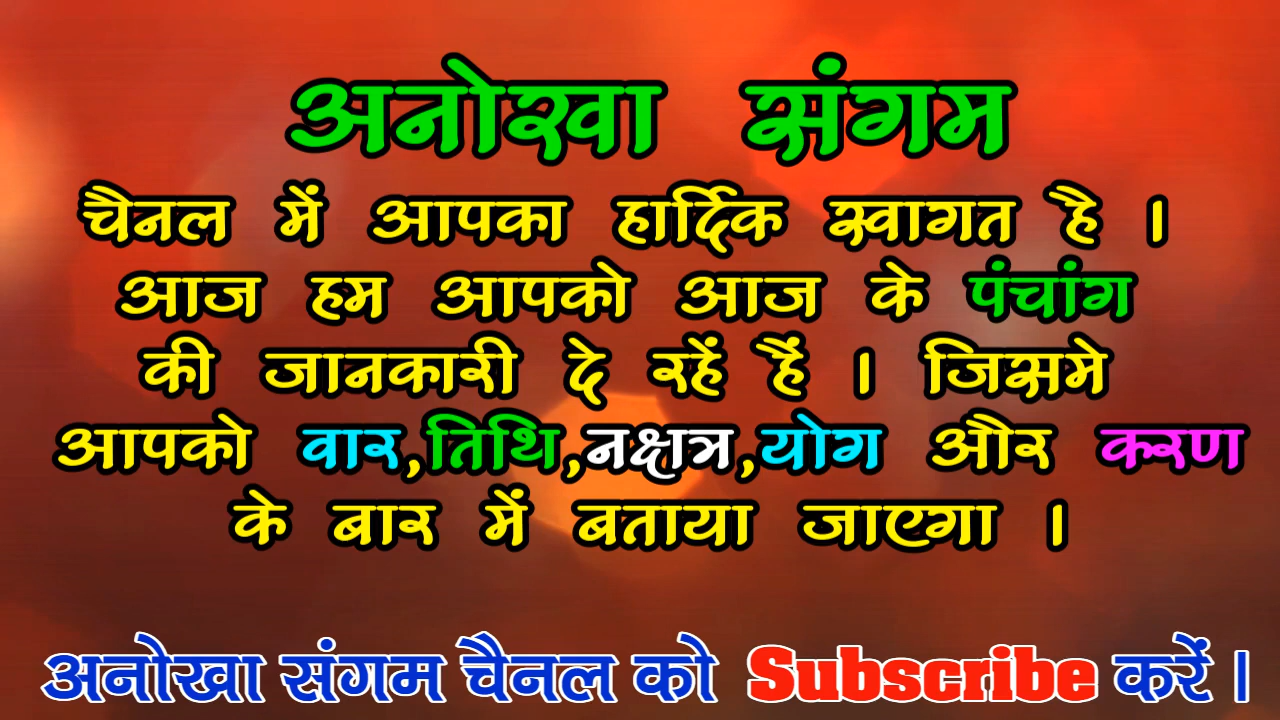 अनोखा संगम
चैनल में आपका हार्दिक स्वागत है ।
आज हम आपको आज के पंचांग
की जानकारी दे रहें हैं । जिसमे
आपको वार,तिथि,नक्षत्र,योग और करण
के बार में बताया जाएगा ।
अनोखा संगम चैनल को Subscribe करें ।